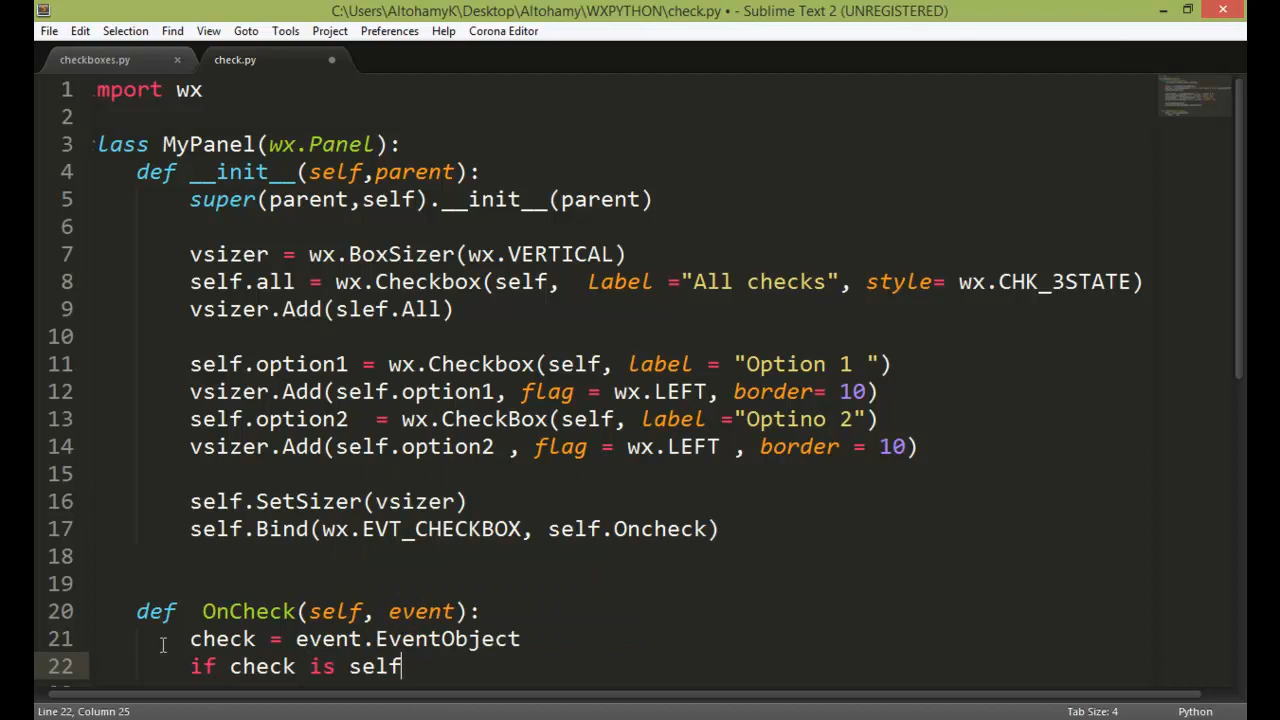 C:\Users\AltohamyK\Desktop\Altohamy\WXPYTHON\check.py • - Sublime Text 2 (UNREGISTERED)
File Edit Selection Find View Goto Tools Project Preferences Help Corona Editor
checkboxes.py × check.py
1 mport wx
2
3 lass MyPanel(wx.Panel):
4 def __init__(self,parent):
5 super(parent,self).__init__(parent)
6
7 vsizer = wx.BoxSizer(wx.VERTICAL)
8 self.all = wx.Checkbox(self,  Label ="All checks", style= wx.CHK_3STATE)
9 vsizer.Add(slef.All)
10
11 self.option1 = wx.Checkbox(self, label = "Option 1 ")
12 vsizer.Add(self.option1, flag = wx.LEFT, border= 10)
13 self.option2  = wx.CheckBox(self, label ="Optino 2")
14 vsizer.Add(self.option2 , flag = wx.LEFT , border = 10)
15
16 self.SetSizer(vsizer)
17 self.Bind(wx.EVT_CHECKBOX, self.Oncheck)
18
19
20 def  OnCheck(self, event):
21 check = event.EventObject
22 if check is self
Line 22, Column 25 Tab Size: 4 Python